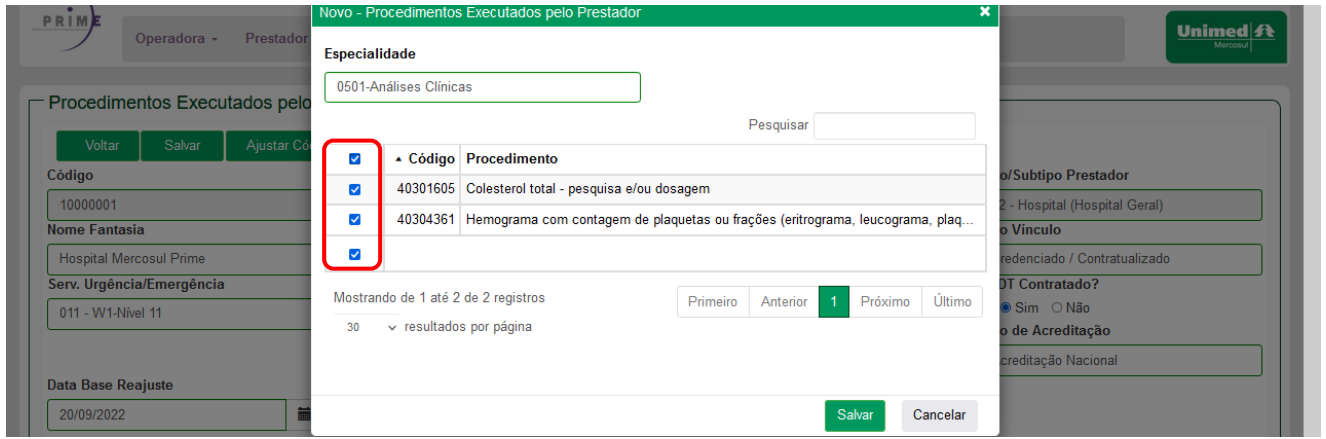 PRIME
Operadora Prestador
Unimed
Mercosul
Novo - Procedimentos Executados pelo Prestador ×
Especialidade
0501-Análises Clínicas
Pesquisar
Código Procedimento
40301605 Colesterol total - pesquisa e/ou dosagem
40304361 Hemograma com contagem de plaquetas ou frações (eritrograma, leucograma, plaq...
Mostrando de 1 até 2 de 2 registros
Primeiro Anterior 1 Próximo Último
30 resultados por página
Salvar Cancelar
Procedimentos Executados pelo
Voltar Salvar Ajustar Có
Código
10000001
Nome Fantasia
Hospital Mercosul Prime
Serv. Urgência/Emergência
011 - W1-Nível 11
Data Base Reajuste
20/09/2022
o/Subtipo Prestador
2 - Hospital (Hospital Geral)
o Vínculo
redenciado / Contratualizado
OT Contratado?
Sim Não
o de Acreditação
creditação Nacional